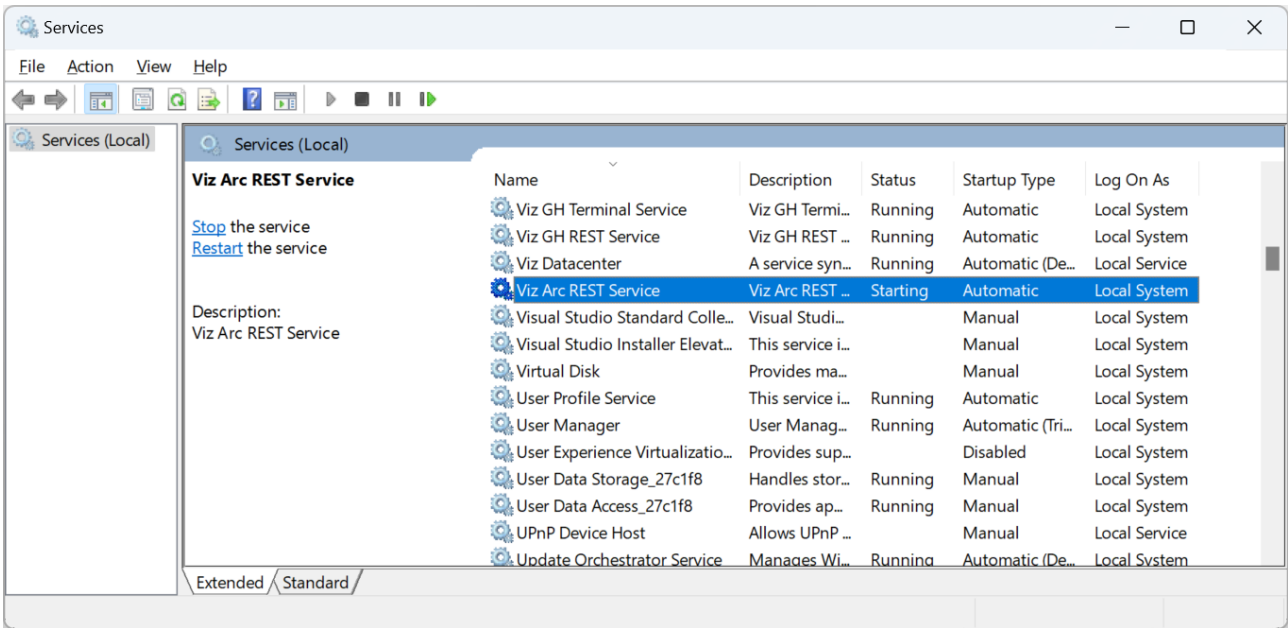 Services
File Action View Help
Services (Local)
Services (Local)
Viz Arc REST Service
Stop the service
Restart the service
Description:
Viz Arc REST Service
Name Description Status Startup Type Log On As
Viz GH Terminal Service Viz GH Termi... Running Automatic Local System
Viz GH REST Service Viz GH REST ... Running Automatic Local System
Viz Datacenter A service syn... Running Automatic (De... Local Service
Viz Arc REST Service Viz Arc REST ... Starting Automatic Local System
Visual Studio Standard Colle... Visual Studi... Manual Local System
Visual Studio Installer Elevat... This service i... Manual Local System
Virtual Disk Provides ma... Manual Local System
User Profile Service This service i... Running Automatic Local System
User Manager User Manag... Running Automatic (Tri... Local System
User Experience Virtualizatio... Provides sup... Disabled Local System
User Data Storage_27c1f8 Handles stor... Running Manual Local System
User Data Access_27c1f8 Provides ap... Running Manual Local System
UPnP Device Host Allows UPnP ... Manual Local Service
Update Orchestrator Service Manages Wi... Running Automatic (De... Local System
Extended Standard